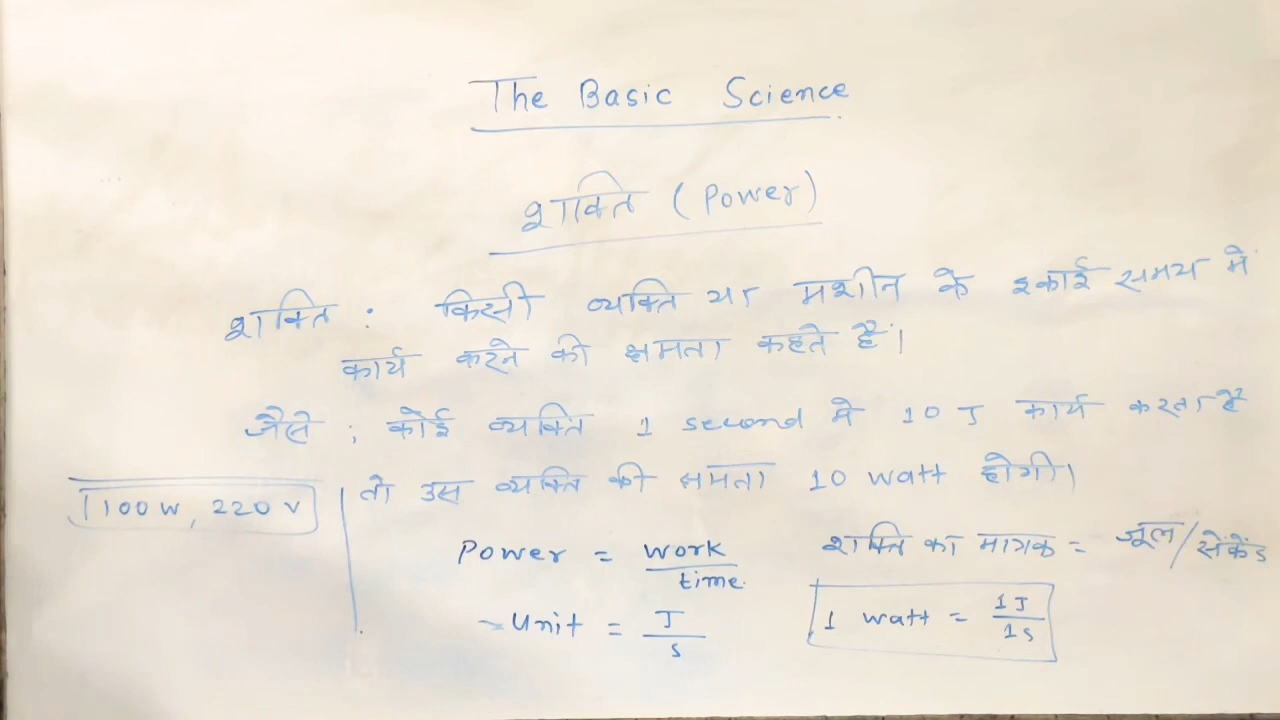 The Basic Science
शक्ति (Power)
शक्ति : किसी व्यक्ति या मशीन के इकाई समय में
कार्य करने की क्षमता कहते हैं।
जैसे ; कोई व्यक्ति 1 second मे 10 J कार्य करता है
तो उस व्यक्ति की क्षमता 10 watt होगी।
100 W, 220 V
Power = work / time.
शक्ति का मात्रक = जूल/सेकेंड
Unit = J / s
1 watt = 1J / 1s